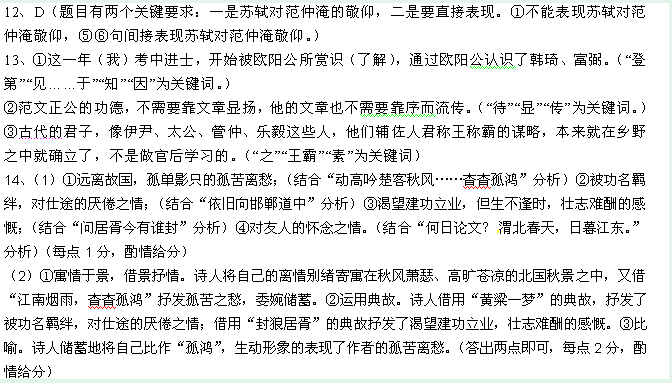 12、 D（题目有两个关键要求：一是苏轼对范仲淹的敬仰，二是要直接表现。①不能表现苏轼对范
仲淹敬仰，⑤⑥句间接表现苏轼对范仲淹敬仰。）
13、①这一年（我）考中进士，开始被欧阳公所赏识（了解），通过欧阳公认识了韩琦、富弼。（“登
第”“见……于”“知”“因”为关键词。）
②范文正公的功德，不需要靠文章显扬，他的文章也不需要靠序而流传。（“待”“显”“传”为关键词。）
③古代的君子，像伊尹、太公、管仲、乐毅这些人，他们辅佐人君称王称霸的谋略，本来就在乡野
之中就确立了，不是做官后学习的。（“之”“王霸”“素”为关键词）
14、（1）①远离故国，孤单影只的孤苦离愁；（结合“动高吟楚客秋风……杳杳孤鸿”分析）②被功名羁
绊，对仕途的厌倦之情；（结合“依旧向邯郸道中”分析）③渴望建功立业，但生不逢时，壮志难酬的感
慨；（结合“问居胥今有谁封”分析）④对友人的怀念之情。（结合“何日论文？渭北春天，日暮江东。”
分析）（每点 1 分，酌情给分）
（2）①寓情于景，借景抒情。诗人将自己的离情别绪寄寓在秋风萧瑟、高旷苍凉的北国秋景之中，又借
“江南烟雨，杳杳孤鸿”抒发孤苦之愁，委婉储蓄。②运用典故。诗人借用“黄粱一梦”的典故，抒发了
被功名羁绊，对仕途的厌倦之情；借用“封狼居胥”的典故抒发了渴望建功立业，壮志难酬的感慨。③比
喻。诗人储蓄地将自己比作“孤鸿”，生动形象的表现了作者的孤苦离愁。（答出两点即可，每点 2 分，酌
情给分）